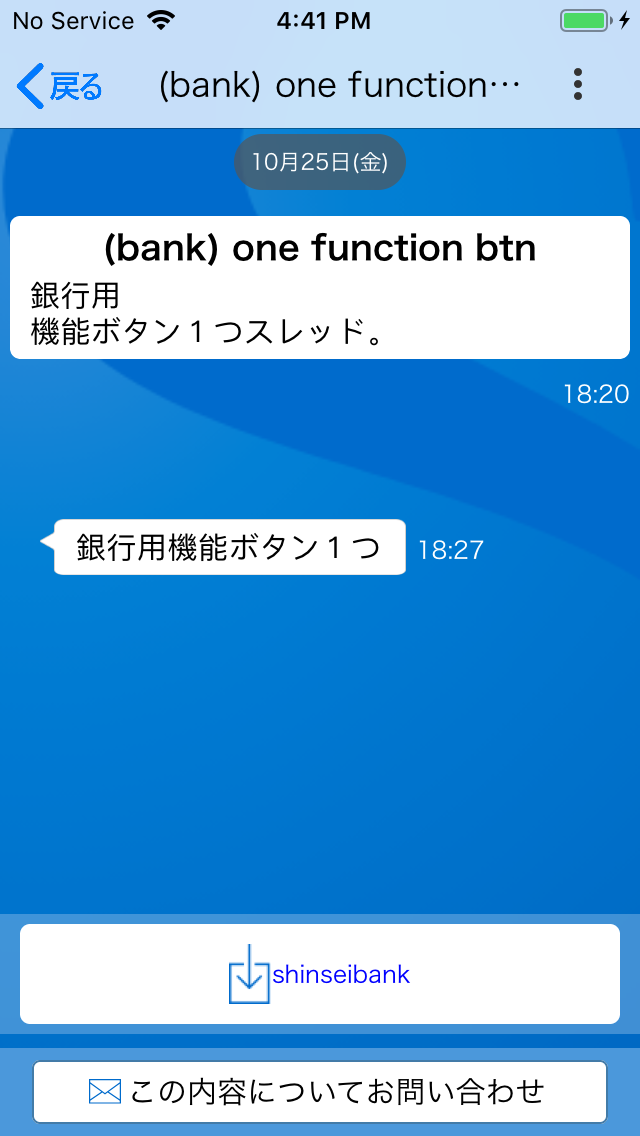 No Service 4:41 PM
戻る (bank) one function…
10月25日(金)
(bank) one function btn
銀行用
機能ボタン１つスレッド。
18:20
銀行用機能ボタン１つ 18:27
shinseibank
この内容についてお問い合わせ